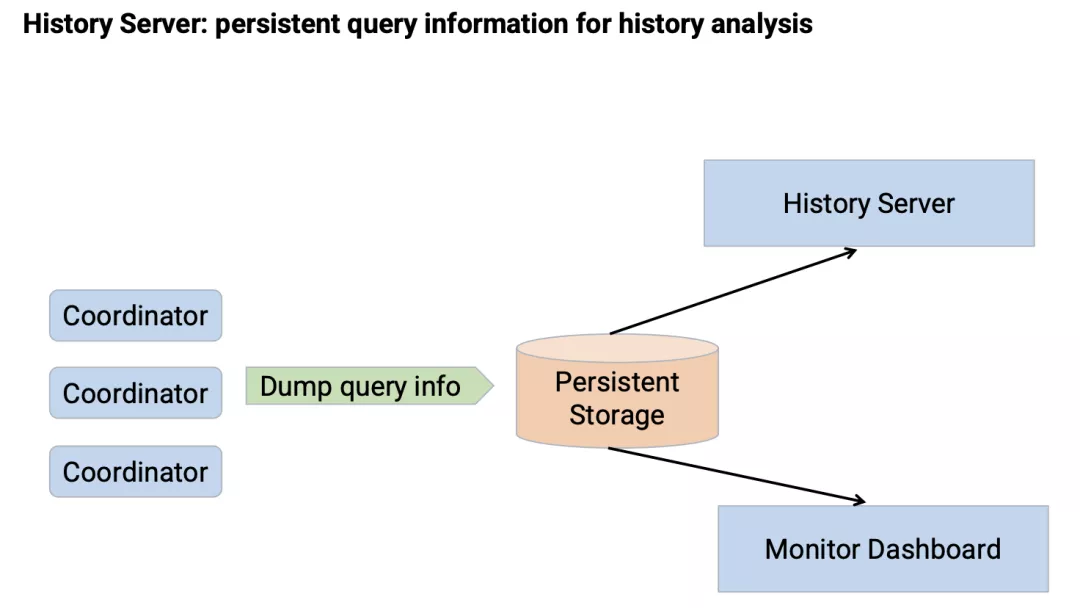 History Server: persistent query information for history analysis
History Server
Coordinator
Coordinator
Dump query info
Persistent
Storage
Coordinator
Monitor Dashboard